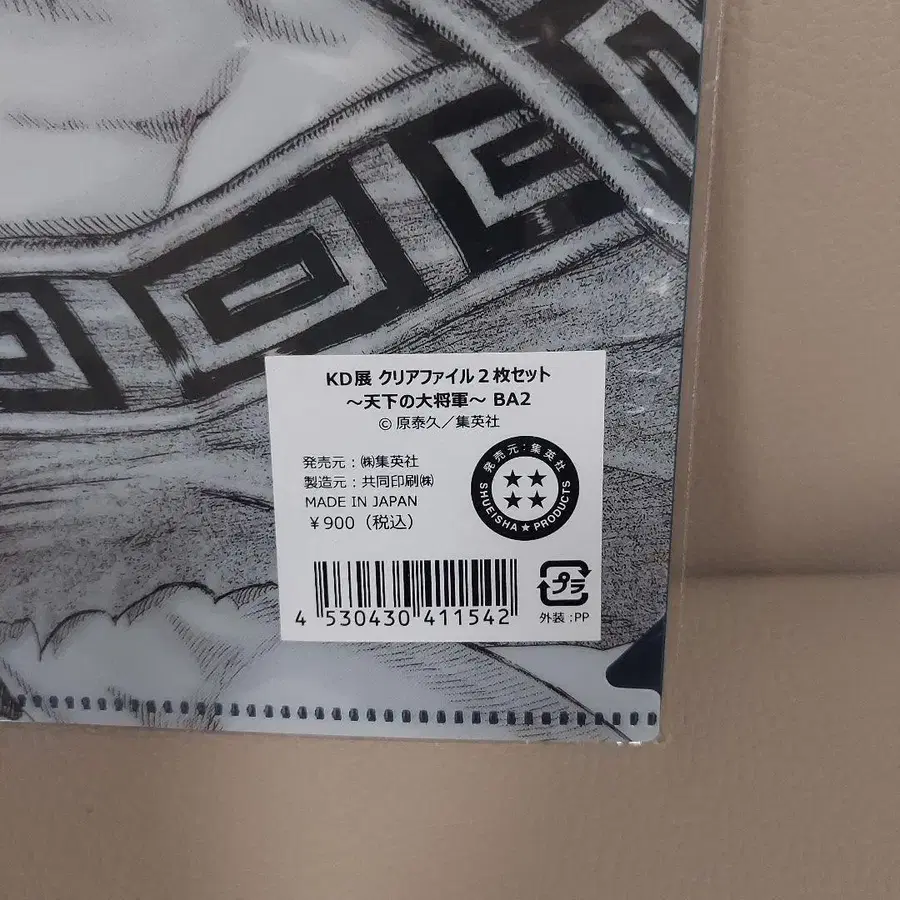 KD展 クリアファイル２枚セット
～天下の大将軍～ BA2
© 原泰久／集英社
発売元：㈱集英社
製造元：共同印刷㈱
MADE IN JAPAN
￥900（税込）
発売元：集英社
SHUEISHA★PRODUCTS
4 530430 411542
プラ
外装 :PP